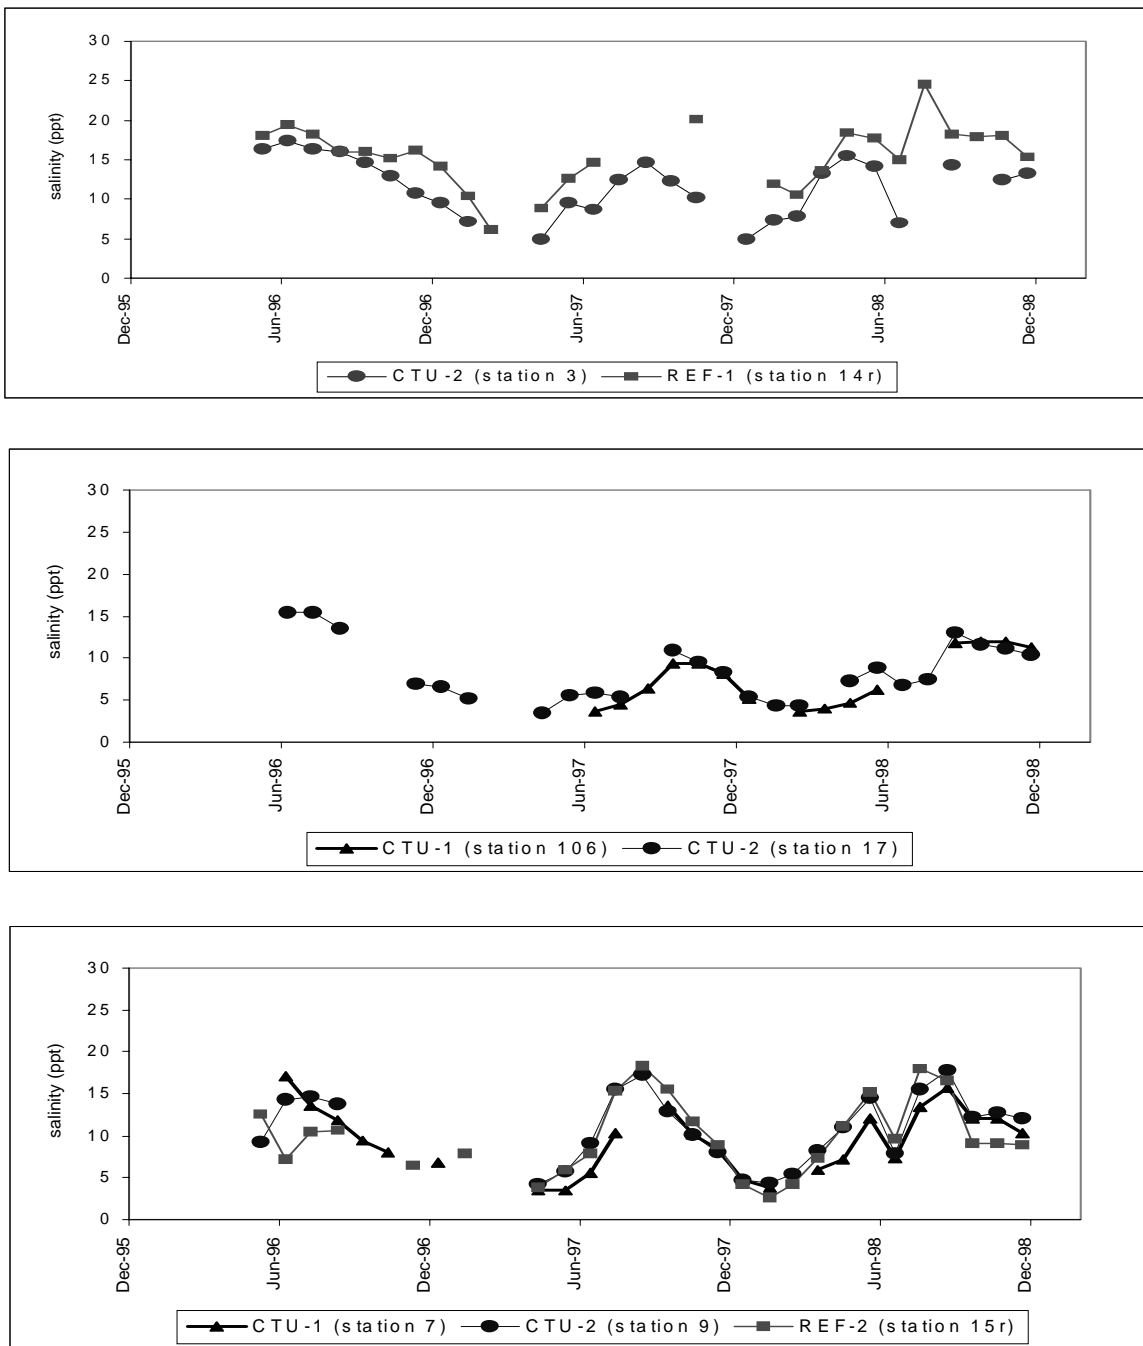 30
25
20
15
10
5
0
salinity (ppt)
Dec-95 Jun-96 Dec-96 Jun-97 Dec-97 Jun-98 Dec-98
CTU-2 (station 3) REF-1 (station 14r)
30
25
20
15
10
5
0
salinity (ppt)
Dec-95 Jun-96 Dec-96 Jun-97 Dec-97 Jun-98 Dec-98
CTU-1 (station 106) CTU-2 (station 17)
30
25
20
15
10
5
0
salinity (ppt)
Dec-95 Jun-96 Dec-96 Jun-97 Dec-97 Jun-98 Dec-98
CTU-1 (station 7) CTU-2 (station 9) REF-2 (station 15r)